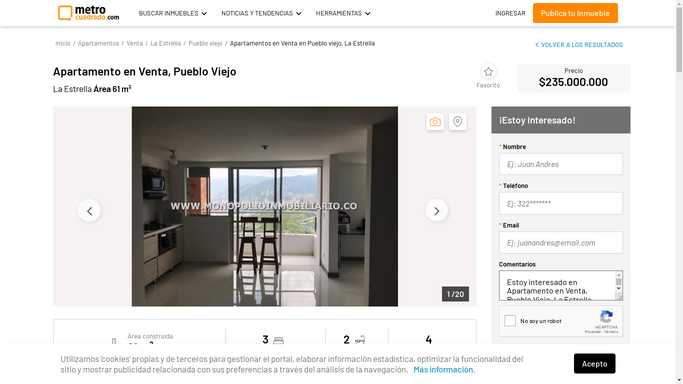 metro
cuadrado.com
BUSCAR INMUEBLES
NOTICIAS Y TENDENCIAS
HERRAMIENTAS
INGRESAR
Publica tu Inmueble
Inicio / Apartamentos / Venta / La Estrella / Pueblo viejo / Apartamentos en Venta en Pueblo viejo, La Estrella
VOLVER A LOS RESULTADOS
Apartamento en Venta, Pueblo Viejo
La Estrella Área 61 m²
Favorito
Precio
$235.000.000
WWW.MONOPOLIOINMOBILIARIO.CO
1 / 20
¡Estoy Interesado!
* Nombre
Ej: Juan Andres
* Teléfono
Ej: 322*******
* Email
Ej: juanandres@email.com
Comentarios
Estoy interesado en
Apartamento en Venta,
Pueblo Viejo, La Estrella
No soy un robot
reCAPTCHA
Privacidad - Términos
Área construida
3
2
4
Utilizamos 'cookies' propias y de terceros para gestionar el portal, elaborar información estadística, optimizar la funcionalidad del
sitio y mostrar publicidad relacionada con sus preferencias a través del análisis de la navegación. Más información.
Acepto